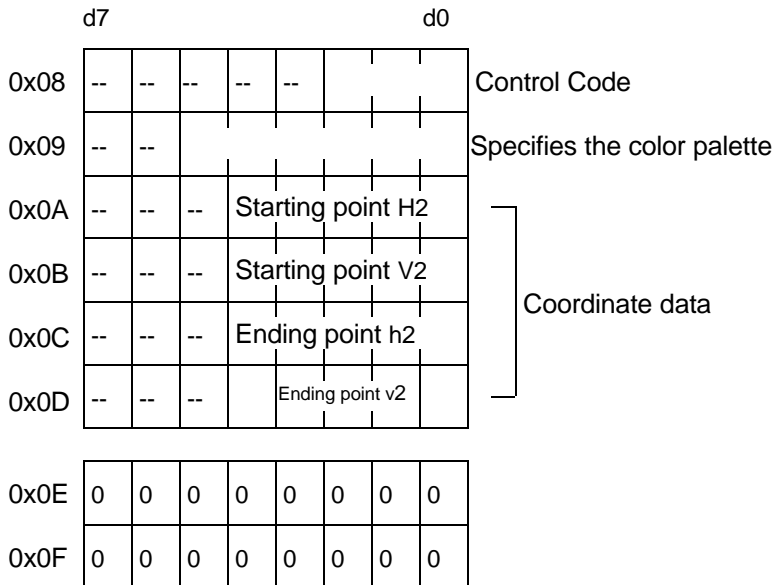 d7 d0
0x08 -- -- -- -- -- Control Code
0x09 -- -- Specifies the color palette
0x0A -- -- -- Starting point H2
0x0B -- -- -- Starting point V2
Coordinate data
0x0C -- -- -- Ending point h2
0x0D -- -- -- Ending point v2
0x0E 0 0 0 0 0 0 0 0
0x0F 0 0 0 0 0 0 0 0